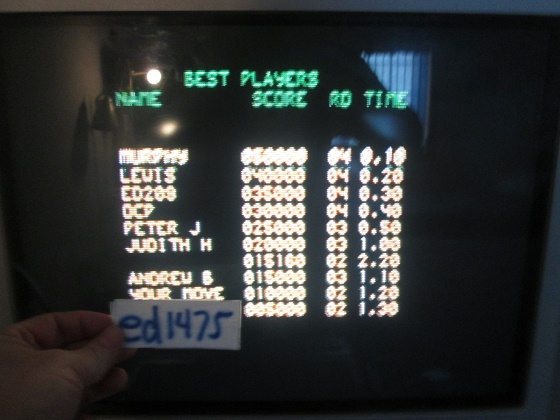 BEST PLAYERS
NAME SCORE RD TIME
MURPHY 050000 04 0.10
LEWIS 040000 04 0.20
ED209 035000 04 0.30
OCP 030000 04 0.40
PETER J 025000 03 0.50
JUDITH H 020000 03 1.00
015160 02 2.20
ANDREW B 015000 03 1.10
YOUR MOVE 010000 02 1.20
005000 02 1.30
ed1475